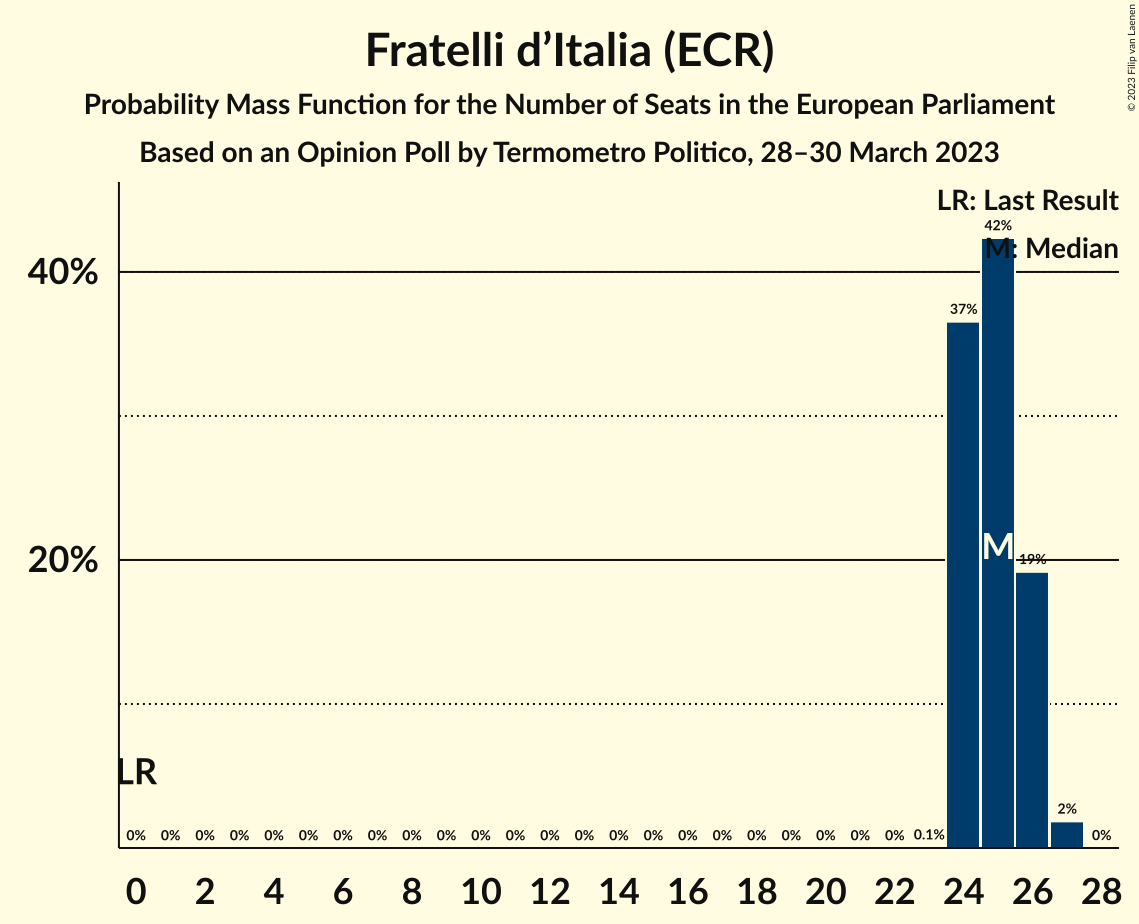 Fratelli d’Italia (ECR)
Probability Mass Function for the Number of Seats in the European Parliament
Based on an Opinion Poll by Termometro Politico, 28–30 March 2023
© 2023 Filip van Laenen
LR: Last Result
42%
M: Median
40%
37%
M
19%
20%
LR
2%
0% 0% 0% 0% 0% 0% 0% 0% 0% 0% 0% 0% 0% 0% 0% 0% 0% 0% 0% 0% 0% 0% 0% 0.1% 0%
0 2 4 6 8 10 12 14 16 18 20 22 24 26 28